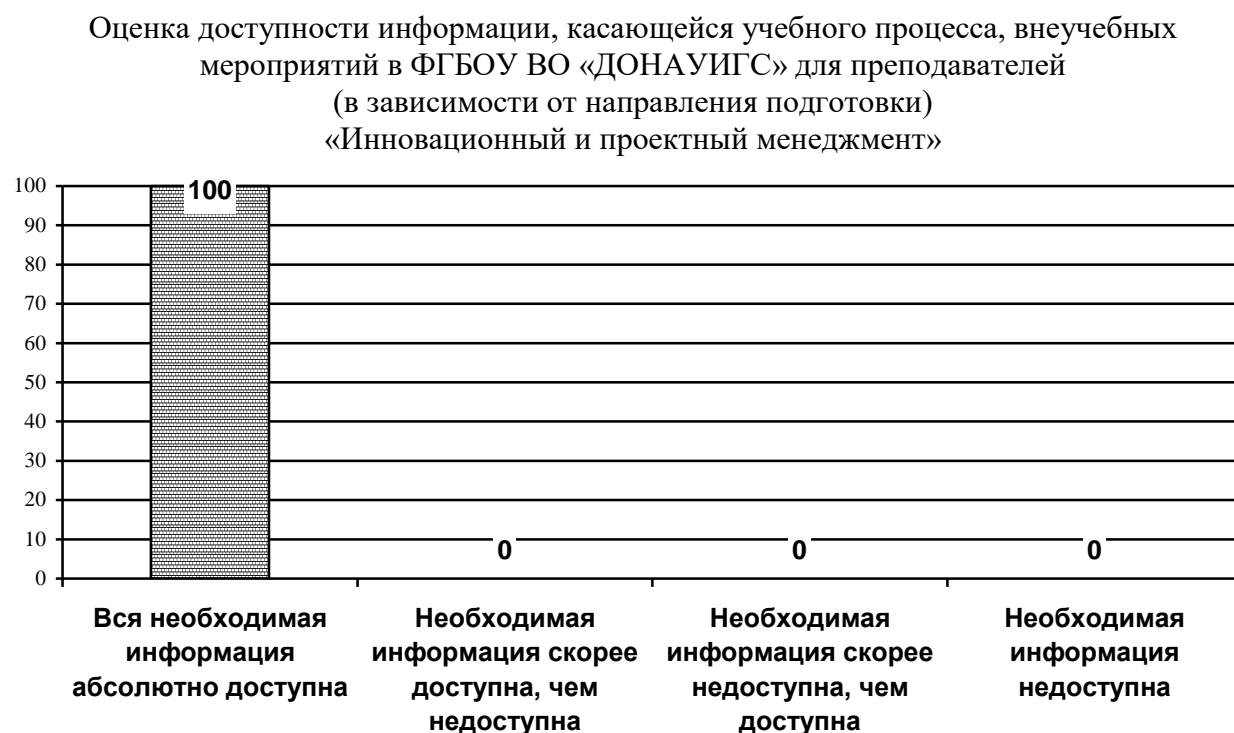 Оценка доступности информации, касающейся учебного процесса, внеучебных
мероприятий в ФГБОУ ВО «ДОНАУИГС» для преподавателей
(в зависимости от направления подготовки)
«Инновационный и проектный менеджмент»
100
90
80
70
60
50
40
30
20
10
0
100
0
0
0
Вся необходимая
информация
абсолютно доступна
Необходимая
информация скорее
доступна, чем
недоступна
Необходимая
информация скорее
недоступна, чем
доступна
Необходимая
информация
недоступна